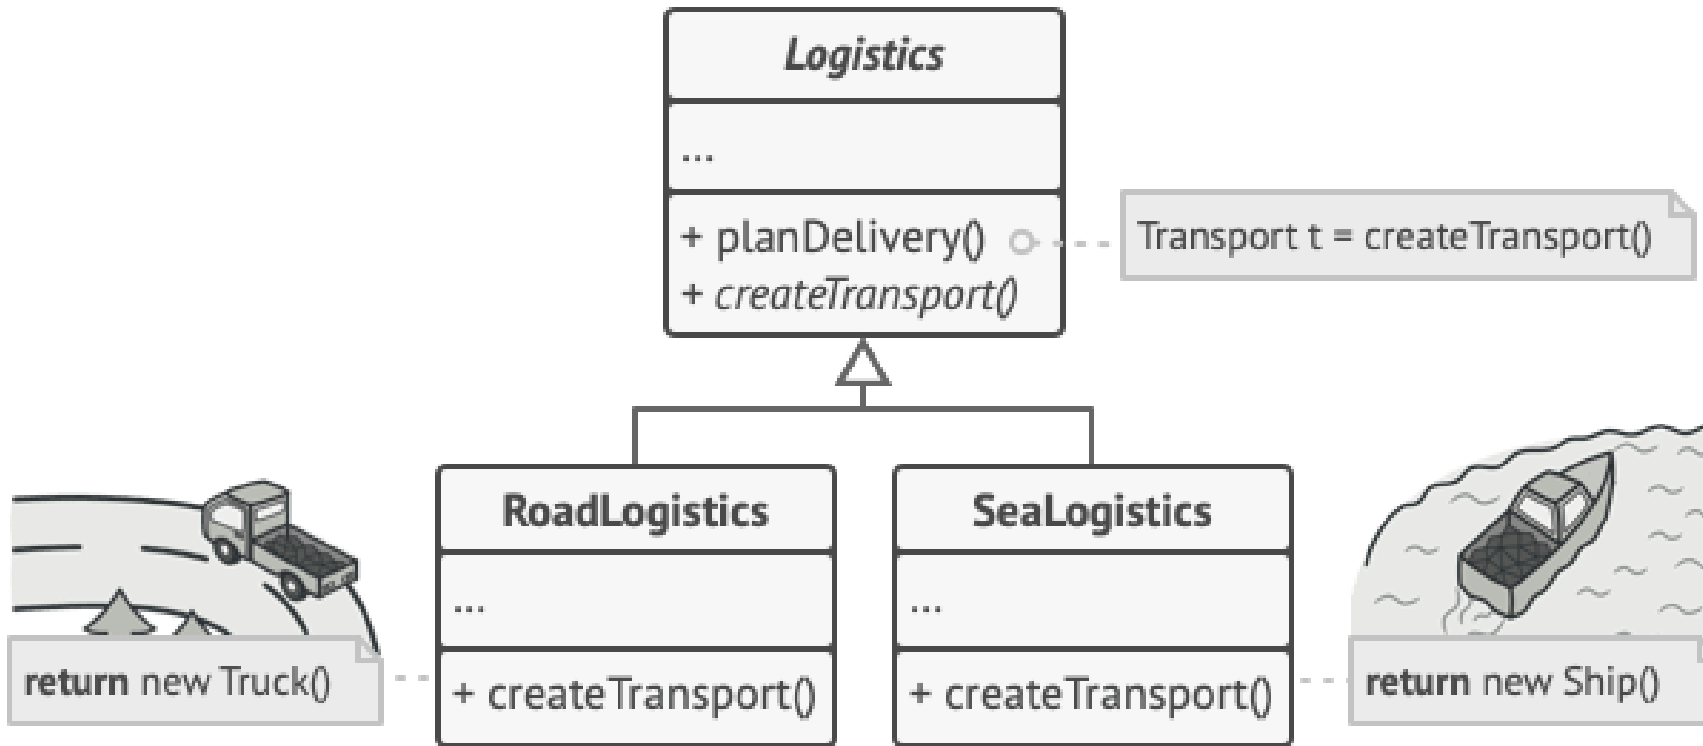 Logistics
...
+ planDelivery()
+ createTransport()
Transport t = createTransport()
RoadLogistics
...
+ createTransport()
SeaLogistics
...
+ createTransport()
return new Truck()
return new Ship()